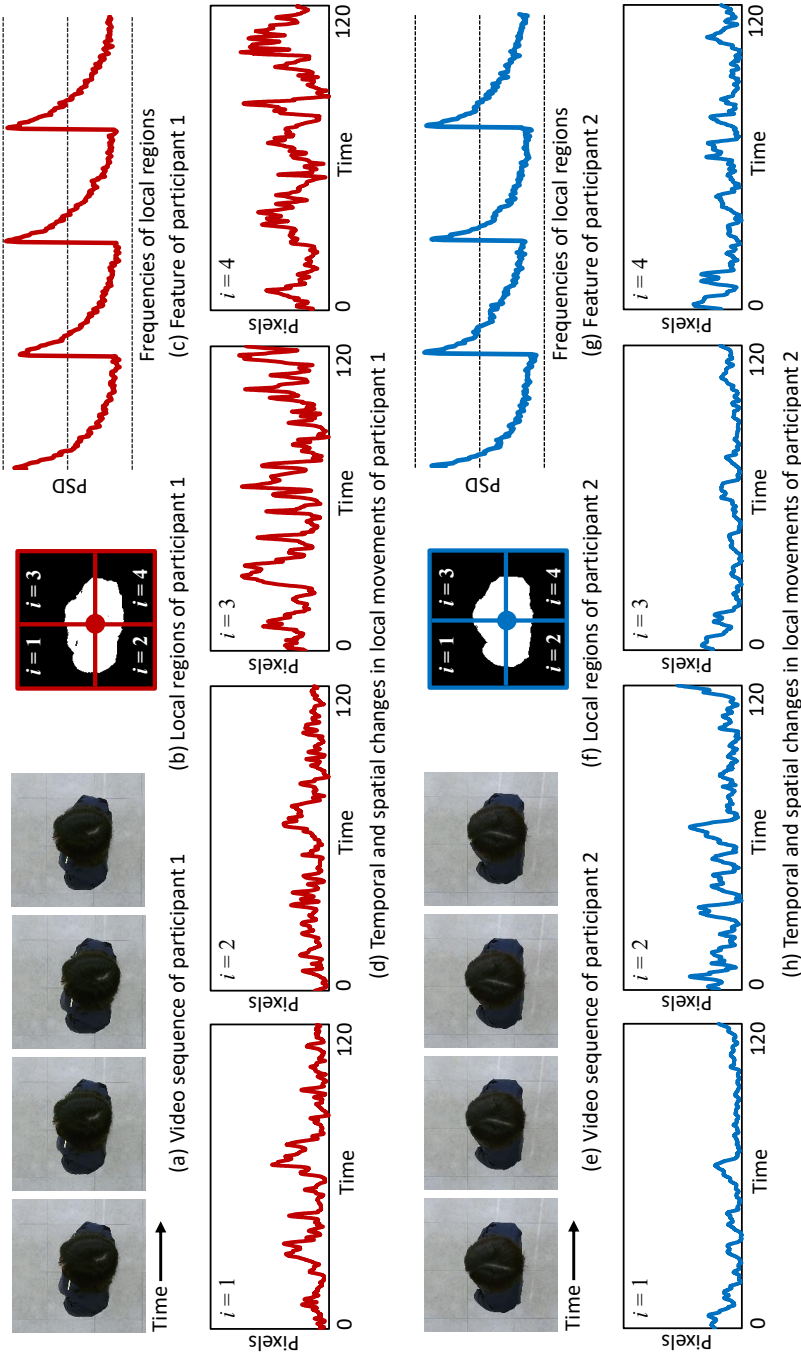 Time
(a) Video sequence of participant 1
i = 1
i = 3
i = 2
i = 4
(b) Local regions of participant 1
PSD
Frequencies of local regions
(c) Feature of participant 1
Pixels
i = 1
0
Time
120
Pixels
i = 2
0
Time
120
Pixels
i = 3
0
Time
120
Pixels
i = 4
0
Time
120
(d) Temporal and spatial changes in local movements of participant 1
Time
(e) Video sequence of participant 2
i = 1
i = 3
i = 2
i = 4
(f) Local regions of participant 2
PSD
Frequencies of local regions
(g) Feature of participant 2
Pixels
i = 1
0
Time
120
Pixels
i = 2
0
Time
120
Pixels
i = 3
0
Time
120
Pixels
i = 4
0
Time
120
(h) Temporal and spatial changes in local movements of participant 2